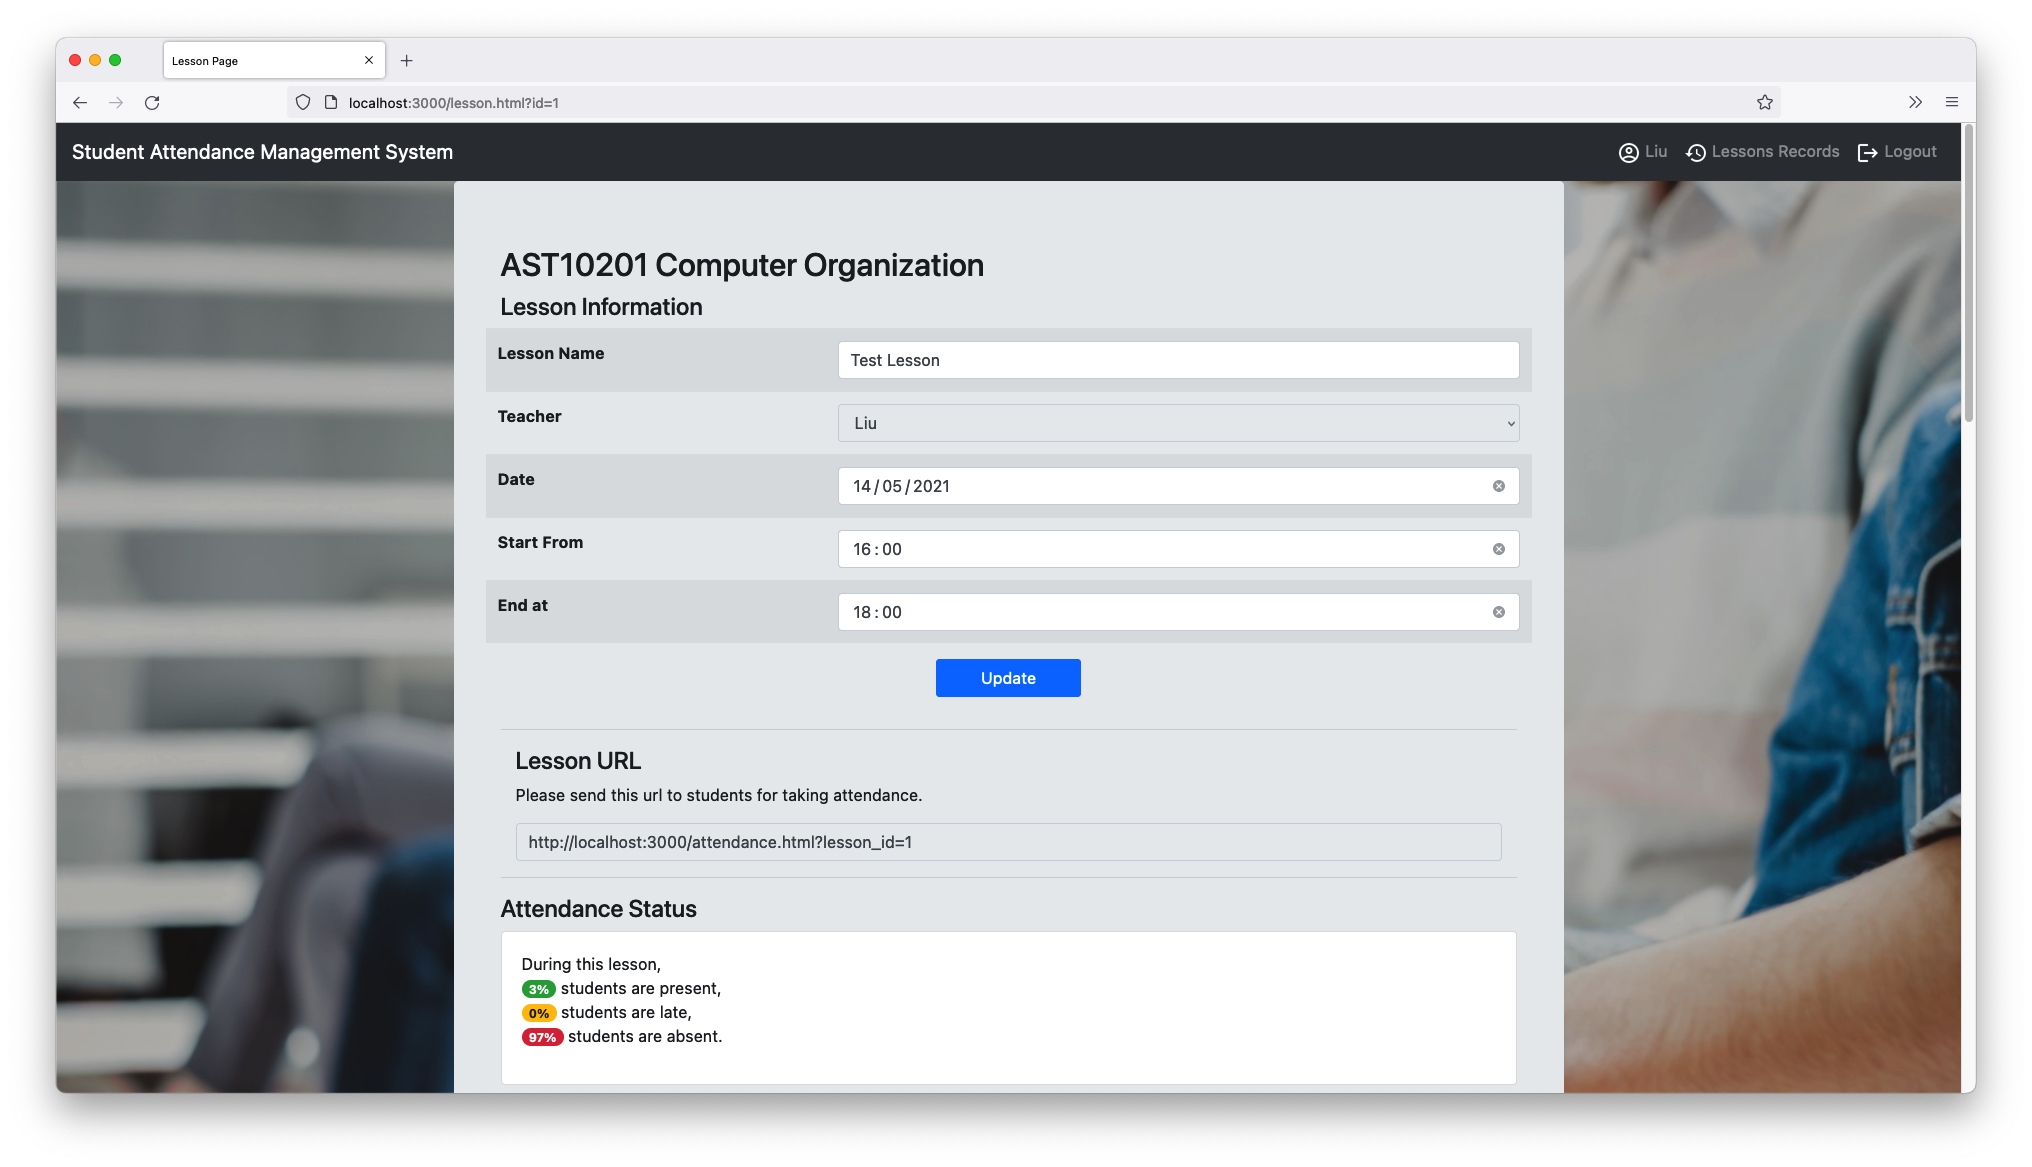 Lesson Page
localhost:3000/lesson.html?id=1
Student Attendance Management System
Liu Lessons Records Logout
AST10201 Computer Organization
Lesson Information
Lesson Name Test Lesson
Teacher Liu
Date 14/05/2021
Start From 16:00
End at 18:00
Update
Lesson URL
Please send this url to students for taking attendance.
http://localhost:3000/attendance.html?lesson_id=1
Attendance Status
During this lesson,
3% students are present,
0% students are late,
97% students are absent.